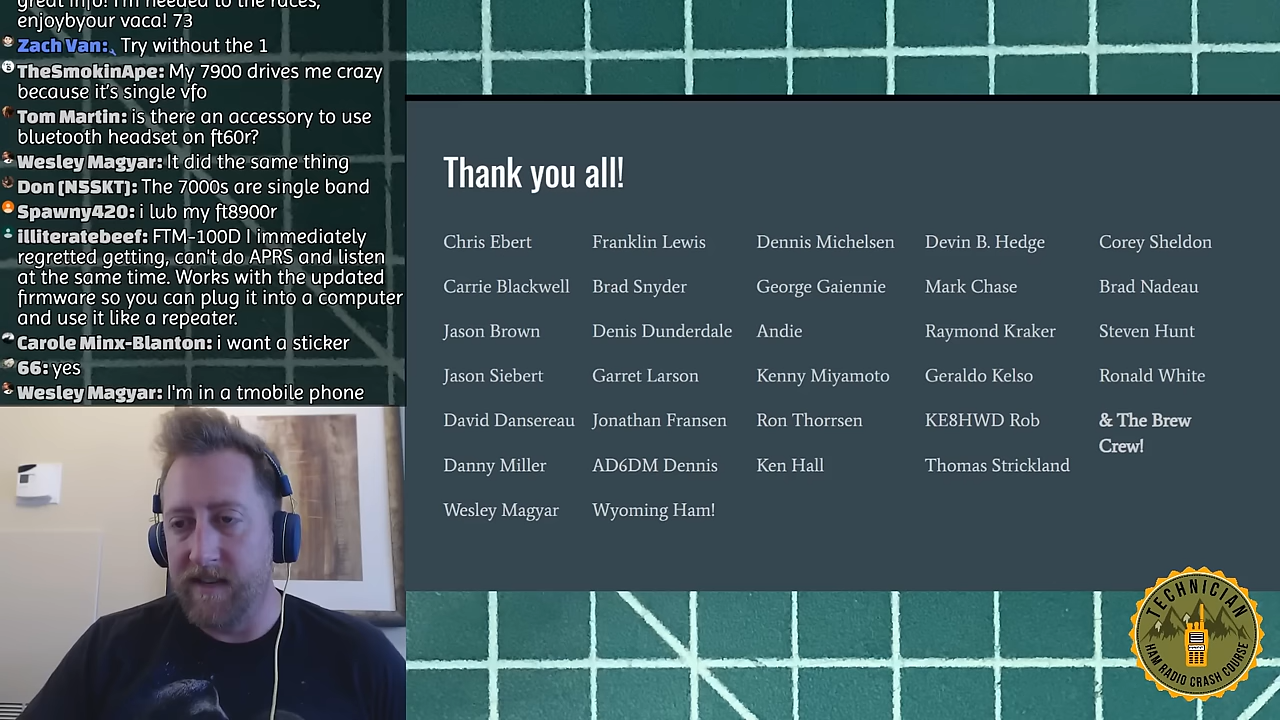 great info! I'm needed to the races,
enjoybyour vaca! 73
Zach Van: Try without the 1
TheSmokinApe: My 7900 drives me crazy
because it's single vfo
Tom Martin: is there an accessory to use
bluetooth headset on ft60r?
Wesley Magyar: It did the same thing
Don (N5SKT): The 7000s are single band
Spawny420: i lub my ft8900r
illiteratebeef: FTM-100D I immediately
regretted getting, can't do APRS and listen
at the same time. Works with the updated
firmware so you can plug it into a computer
and use it like a repeater.
Carole Minx-Blanton: i want a sticker
66: yes
Wesley Magyar: I'm in a tmobile phone
Thank you all!
Chris Ebert Franklin Lewis Dennis Michelsen Devin B. Hedge Corey Sheldon
Carrie Blackwell Brad Snyder George Gaiennie Mark Chase Brad Nadeau
Jason Brown Denis Dunderdale Andie Raymond Kraker Steven Hunt
Jason Siebert Garret Larson Kenny Miyamoto Geraldo Kelso Ronald White
David Dansereau Jonathan Fransen Ron Thorrsen KE8HWD Rob & The Brew
Crew!
Danny Miller AD6DM Dennis Ken Hall Thomas Strickland
Wesley Magyar Wyoming Ham!
TECHNICIAN
HAM RADIO CRASH COURSE